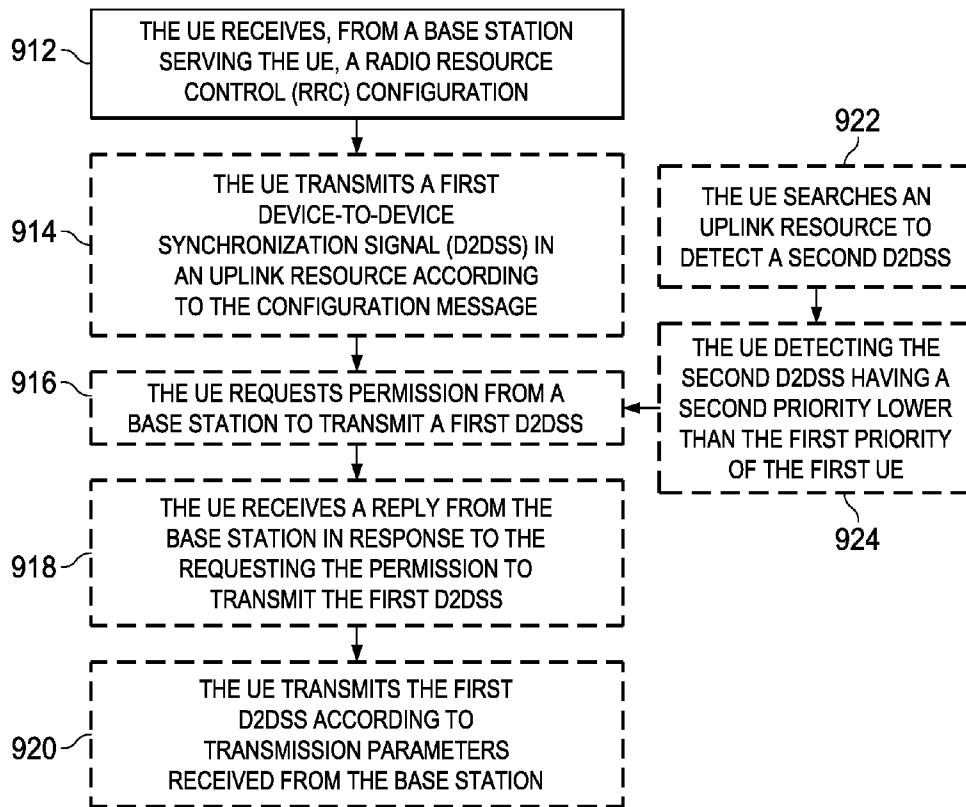 912
THE UE RECEIVES, FROM A BASE STATION
SERVING THE UE, A RADIO RESOURCE
CONTROL (RRC) CONFIGURATION
914
THE UE TRANSMITS A FIRST
DEVICE-TO-DEVICE
SYNCHRONIZATION SIGNAL (D2DSS) IN
AN UPLINK RESOURCE ACCORDING
TO THE CONFIGURATION MESSAGE
922
THE UE SEARCHES AN
UPLINK RESOURCE TO
DETECT A SECOND D2DSS
916
THE UE REQUESTS PERMISSION FROM A
BASE STATION TO TRANSMIT A FIRST D2DSS
THE UE DETECTING THE
SECOND D2DSS HAVING A
SECOND PRIORITY LOWER
THAN THE FIRST PRIORITY
OF THE FIRST UE
924
918
THE UE RECEIVES A REPLY FROM THE
BASE STATION IN RESPONSE TO THE
REQUESTING THE PERMISSION TO
TRANSMIT THE FIRST D2DSS
920
THE UE TRANSMITS THE FIRST
D2DSS ACCORDING TO
TRANSMISSION PARAMETERS
RECEIVED FROM THE BASE STATION